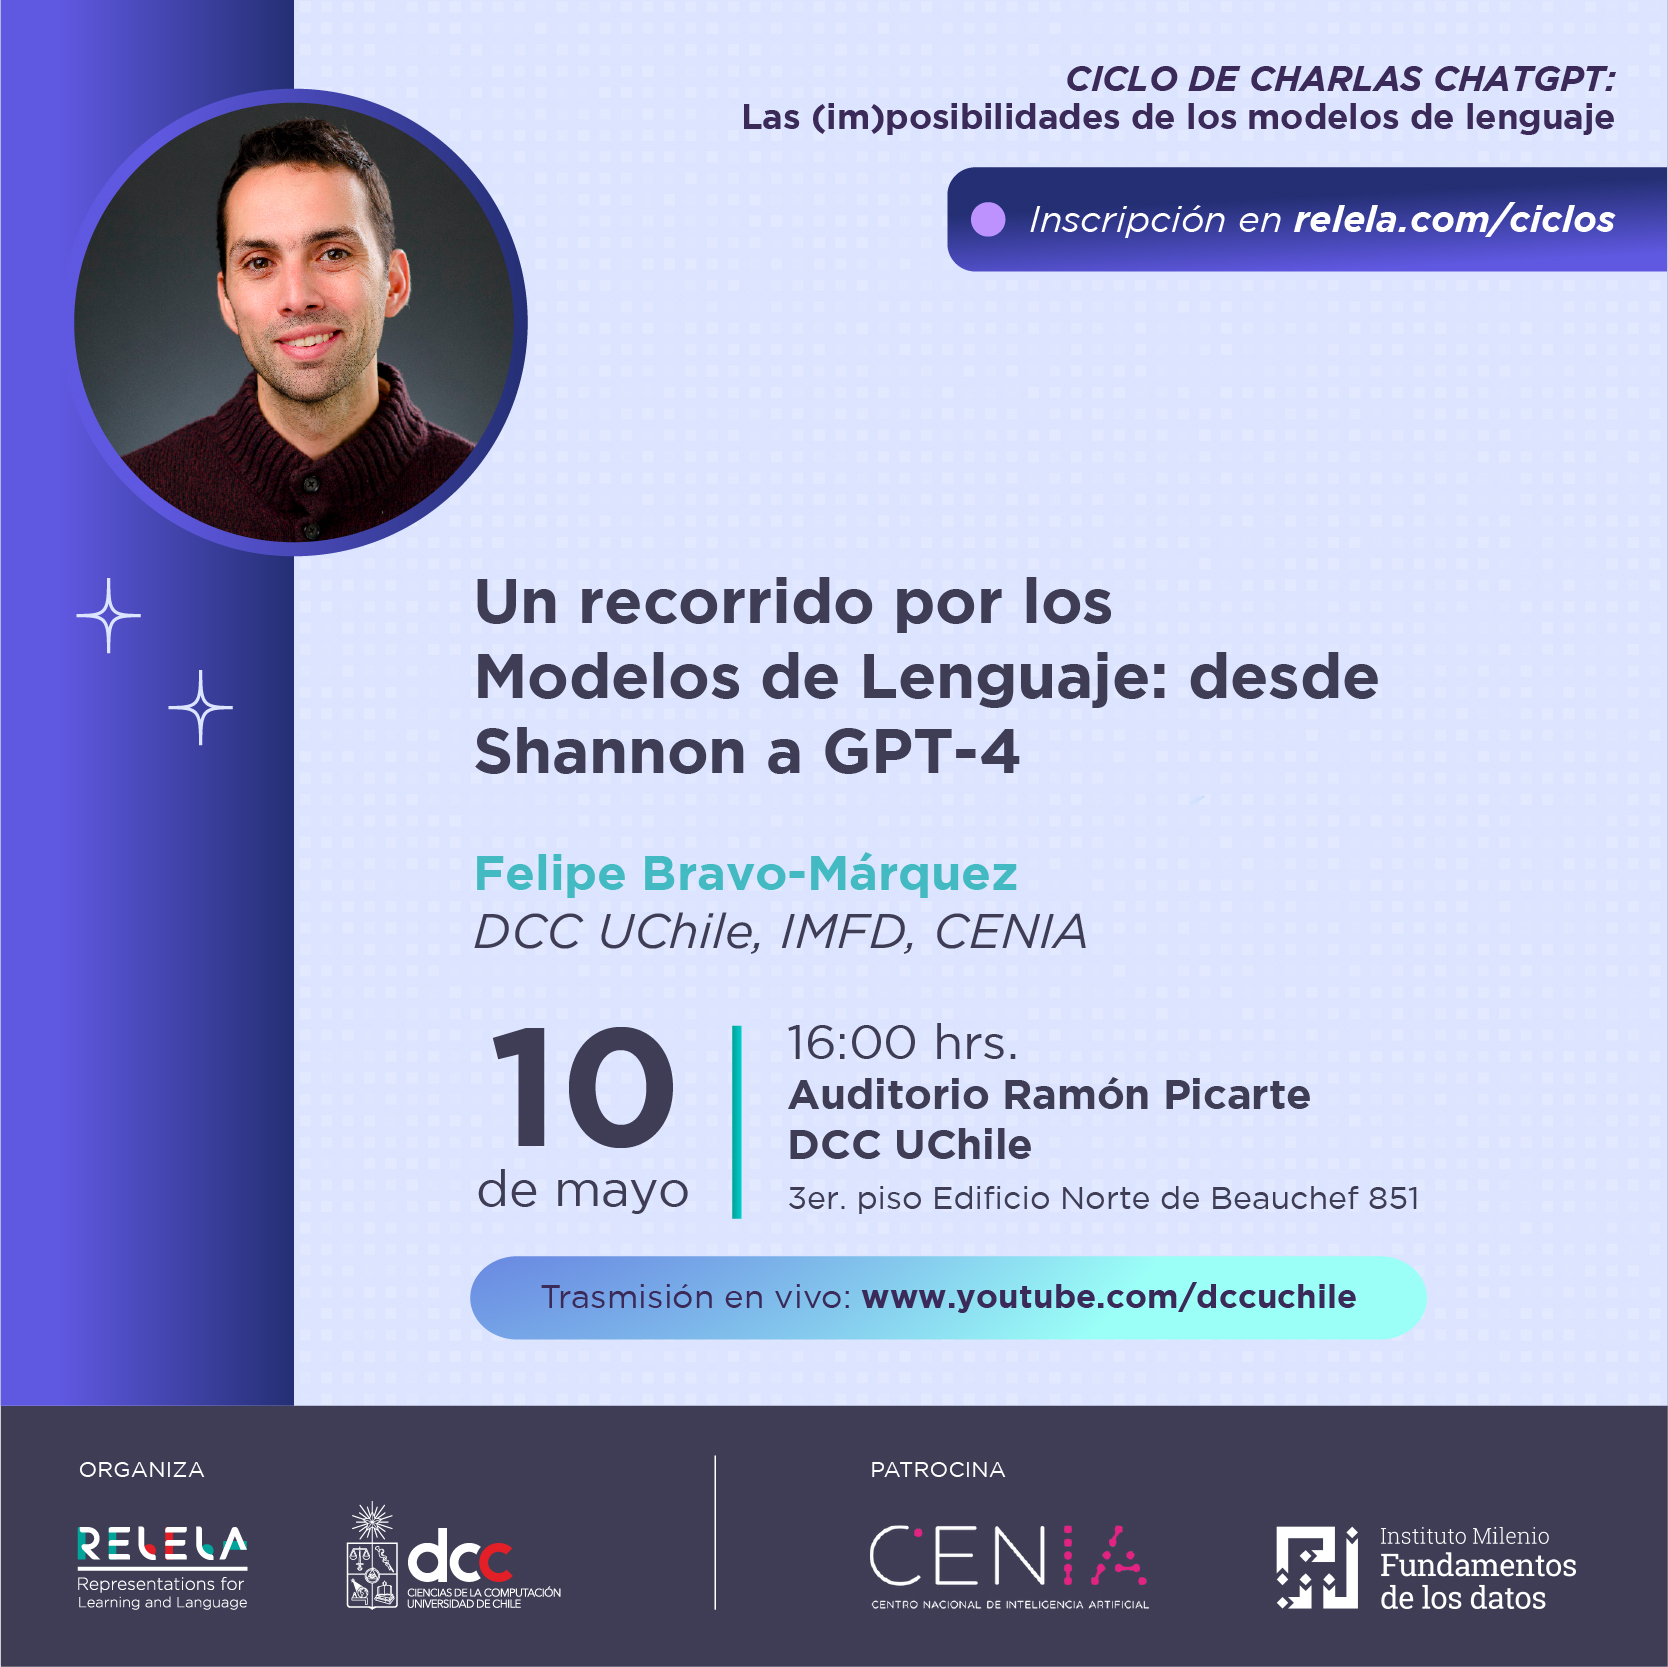 CICLO DE CHARLAS CHATGPT:
Las (im)posibilidades de los modelos de lenguaje
Inscripción en relela.com/ciclos
Un recorrido por los
Modelos de Lenguaje: desde
Shannon a GPT-4
Felipe Bravo-Márquez
DCC UChile, IMFD, CENIA
10
de mayo
16:00 hrs.
Auditorio Ramón Picarte
DCC UChile
3er. piso Edificio Norte de Beauchef 851
Trasmisión en vivo: www.youtube.com/dccuchile
ORGANIZA
RELELA
Representations for
Learning and Language
dcc
CIENCIAS DE LA COMPUTACIÓN
UNIVERSIDAD DE CHILE
PATROCINA
CENIA
CENTRO NACIONAL DE INTELIGENCIA ARTIFICIAL
Instituto Milenio
Fundamentos
de los datos